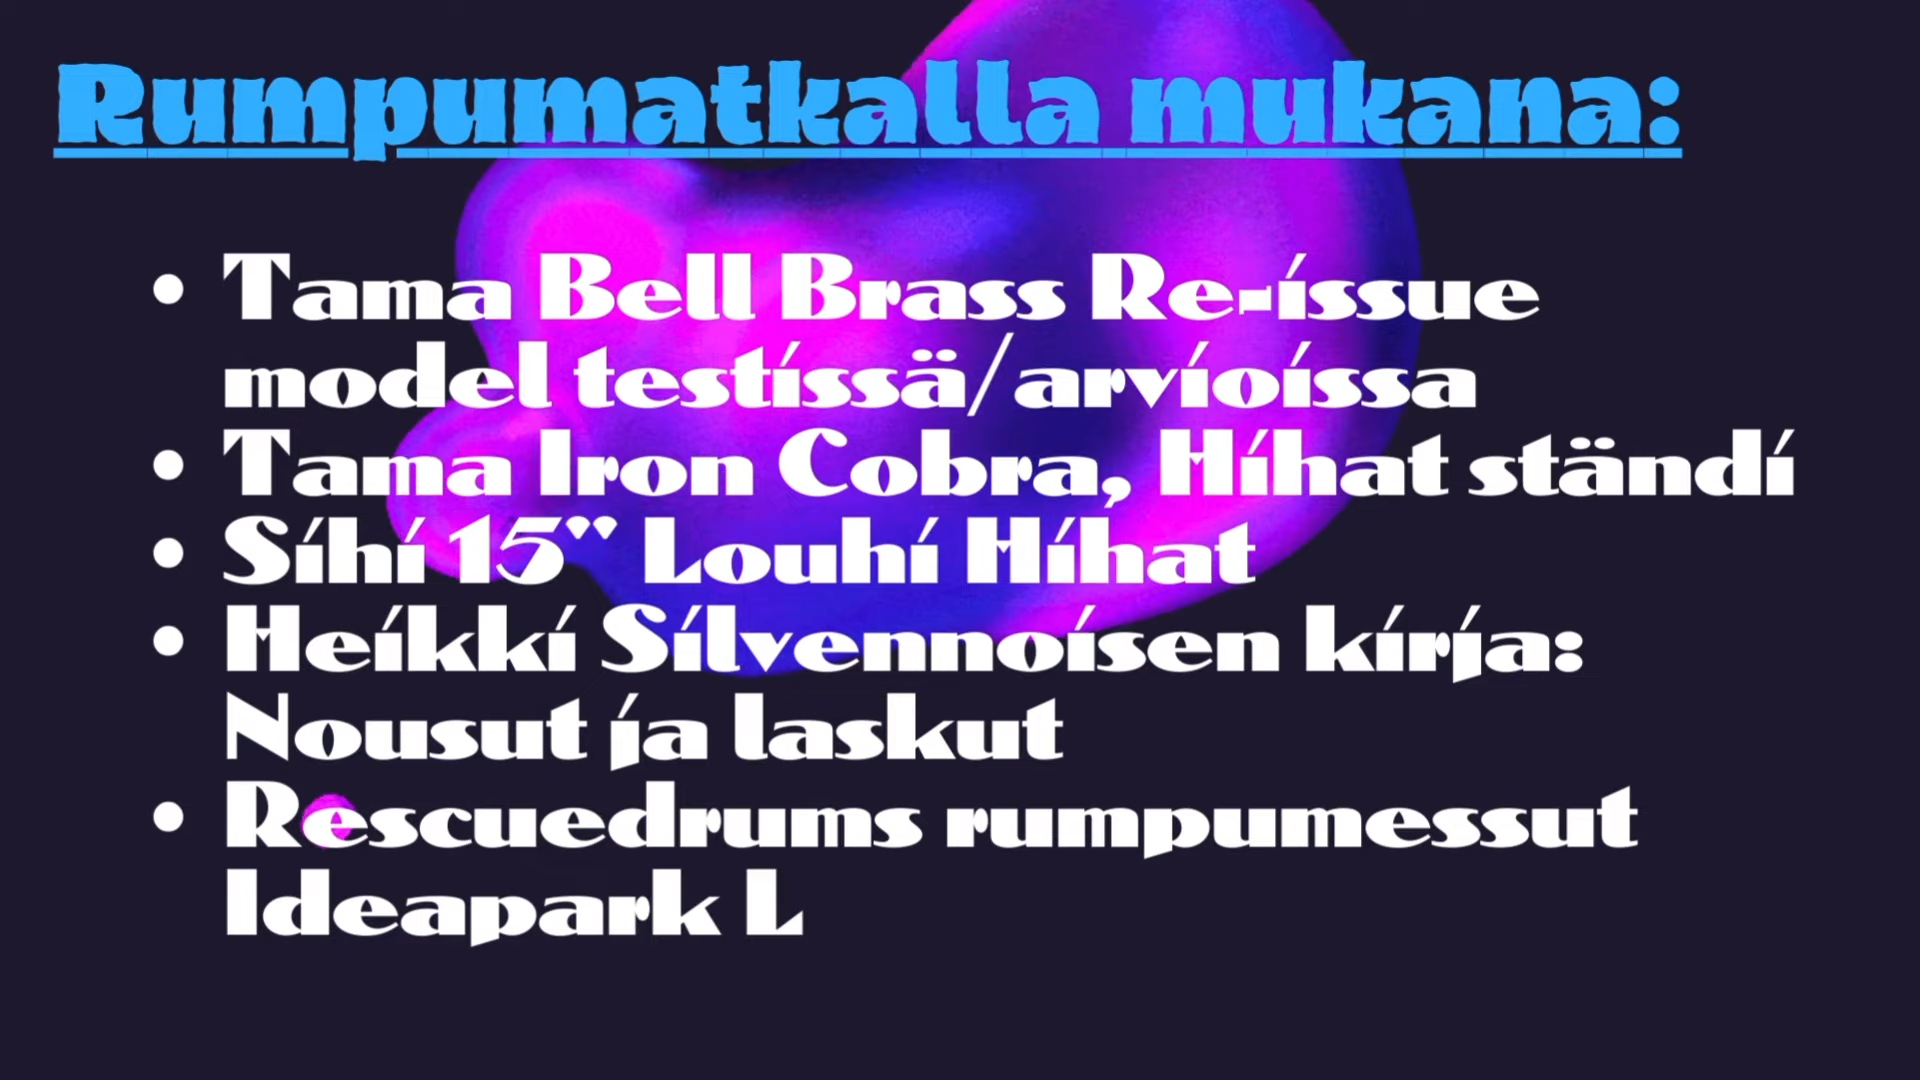 Rumpumatkalla mukana:
• Tama Bell Brass Re-issue
model testissä/arvioissa
• Tama Iron Cobra, Hihat ständi
• Sihi 15” Louhi Hihat
• Heikki Silvennoisen kirja:
Nousut ja laskut
• Rescuedrums rumpumessut
Ideapark L